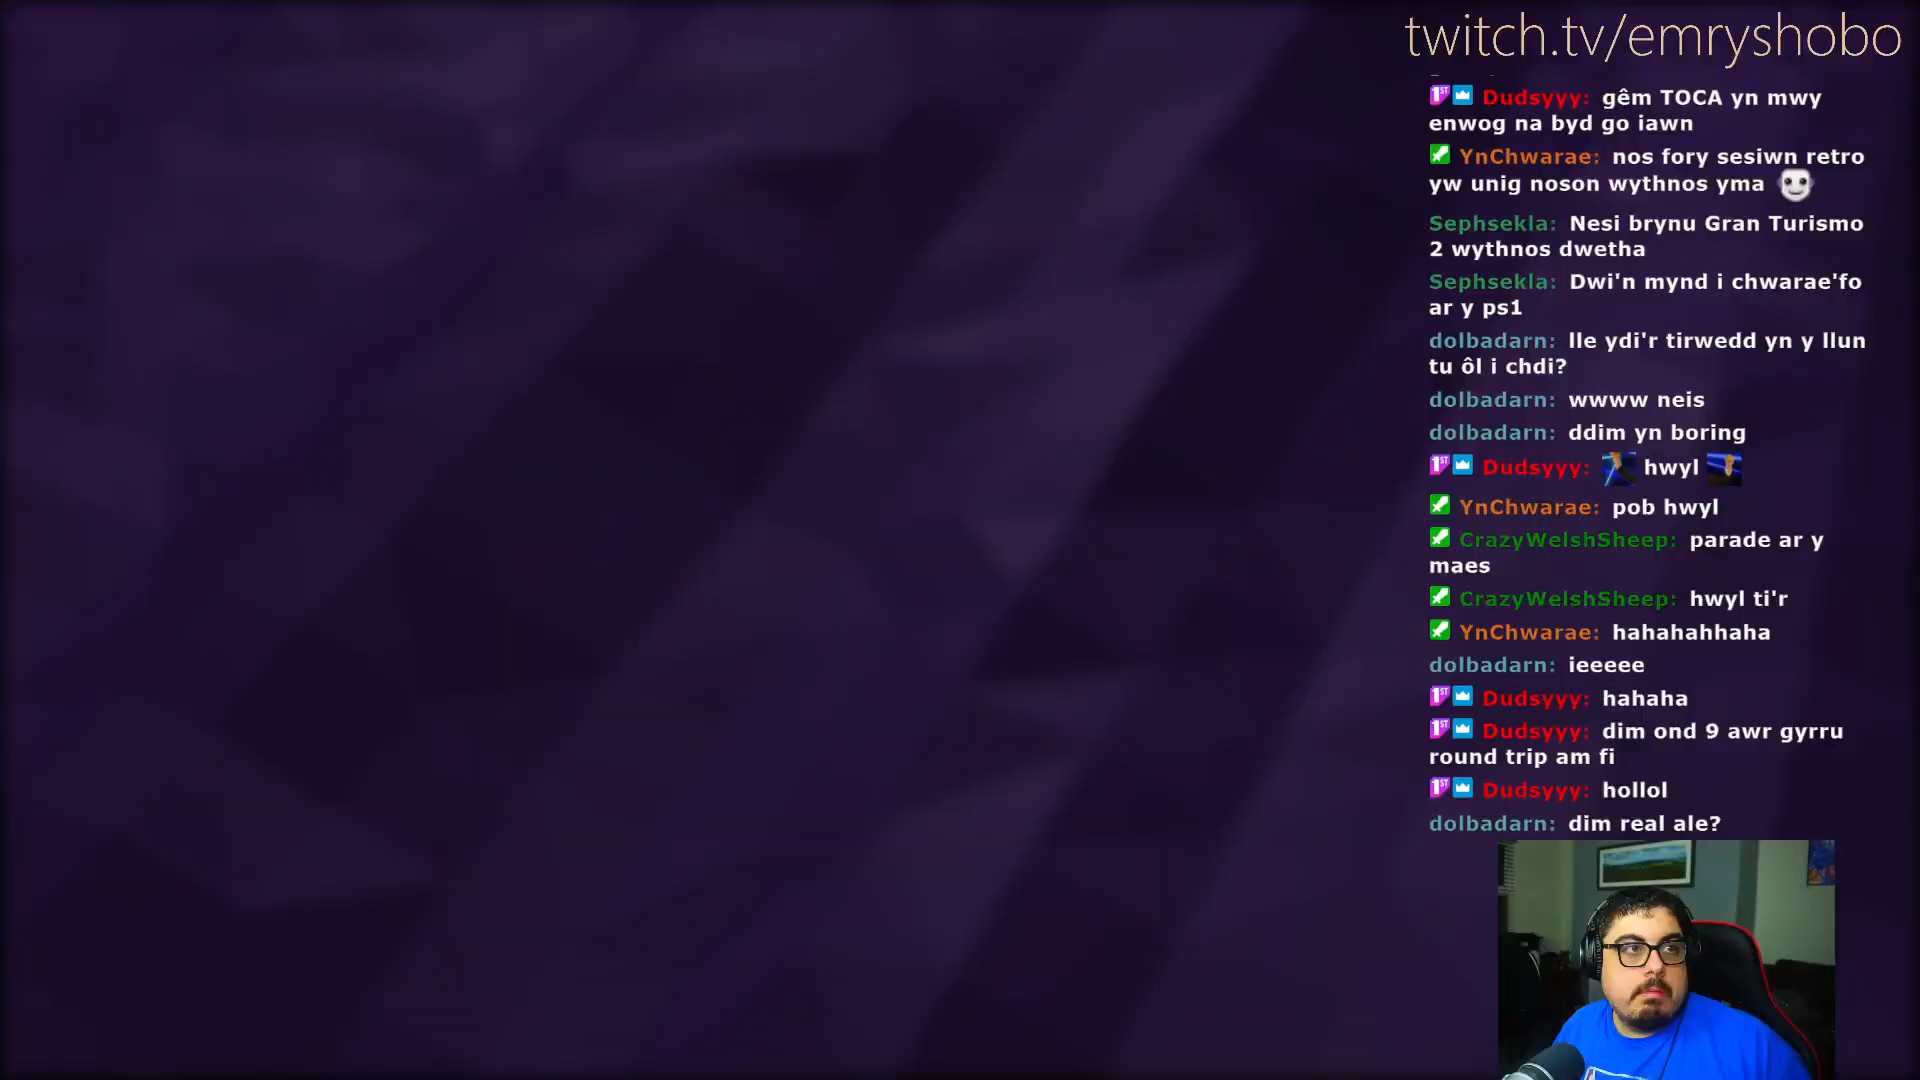 twitch.tv/emryshobo
Dudsyyy: gêm TOCA yn mwy
enwog na byd go iawn
YnChwarae: nos fory sesiwn retro
yw unig noson wythnos yma
Sephsekla: Nesi brynu Gran Turismo
2 wythnos dwetha
Sephsekla: Dwi'n mynd i chwarae'fo
ar y ps1
dolbadarn: lle ydi'r tirwedd yn y llun
tu ôl i chdi?
dolbadarn: wwww neis
dolbadarn: ddim yn boring
Dudsyyy: hwyl
YnChwarae: pob hwyl
CrazyWelshSheep: parade ar y
maes
CrazyWelshSheep: hwyl ti'r
YnChwarae: hahahahhaha
dolbadarn: ieeeee
Dudsyyy: hahaha
Dudsyyy: dim ond 9 awr gyrru
round trip am fi
Dudsyyy: hollol
dolbadarn: dim real ale?